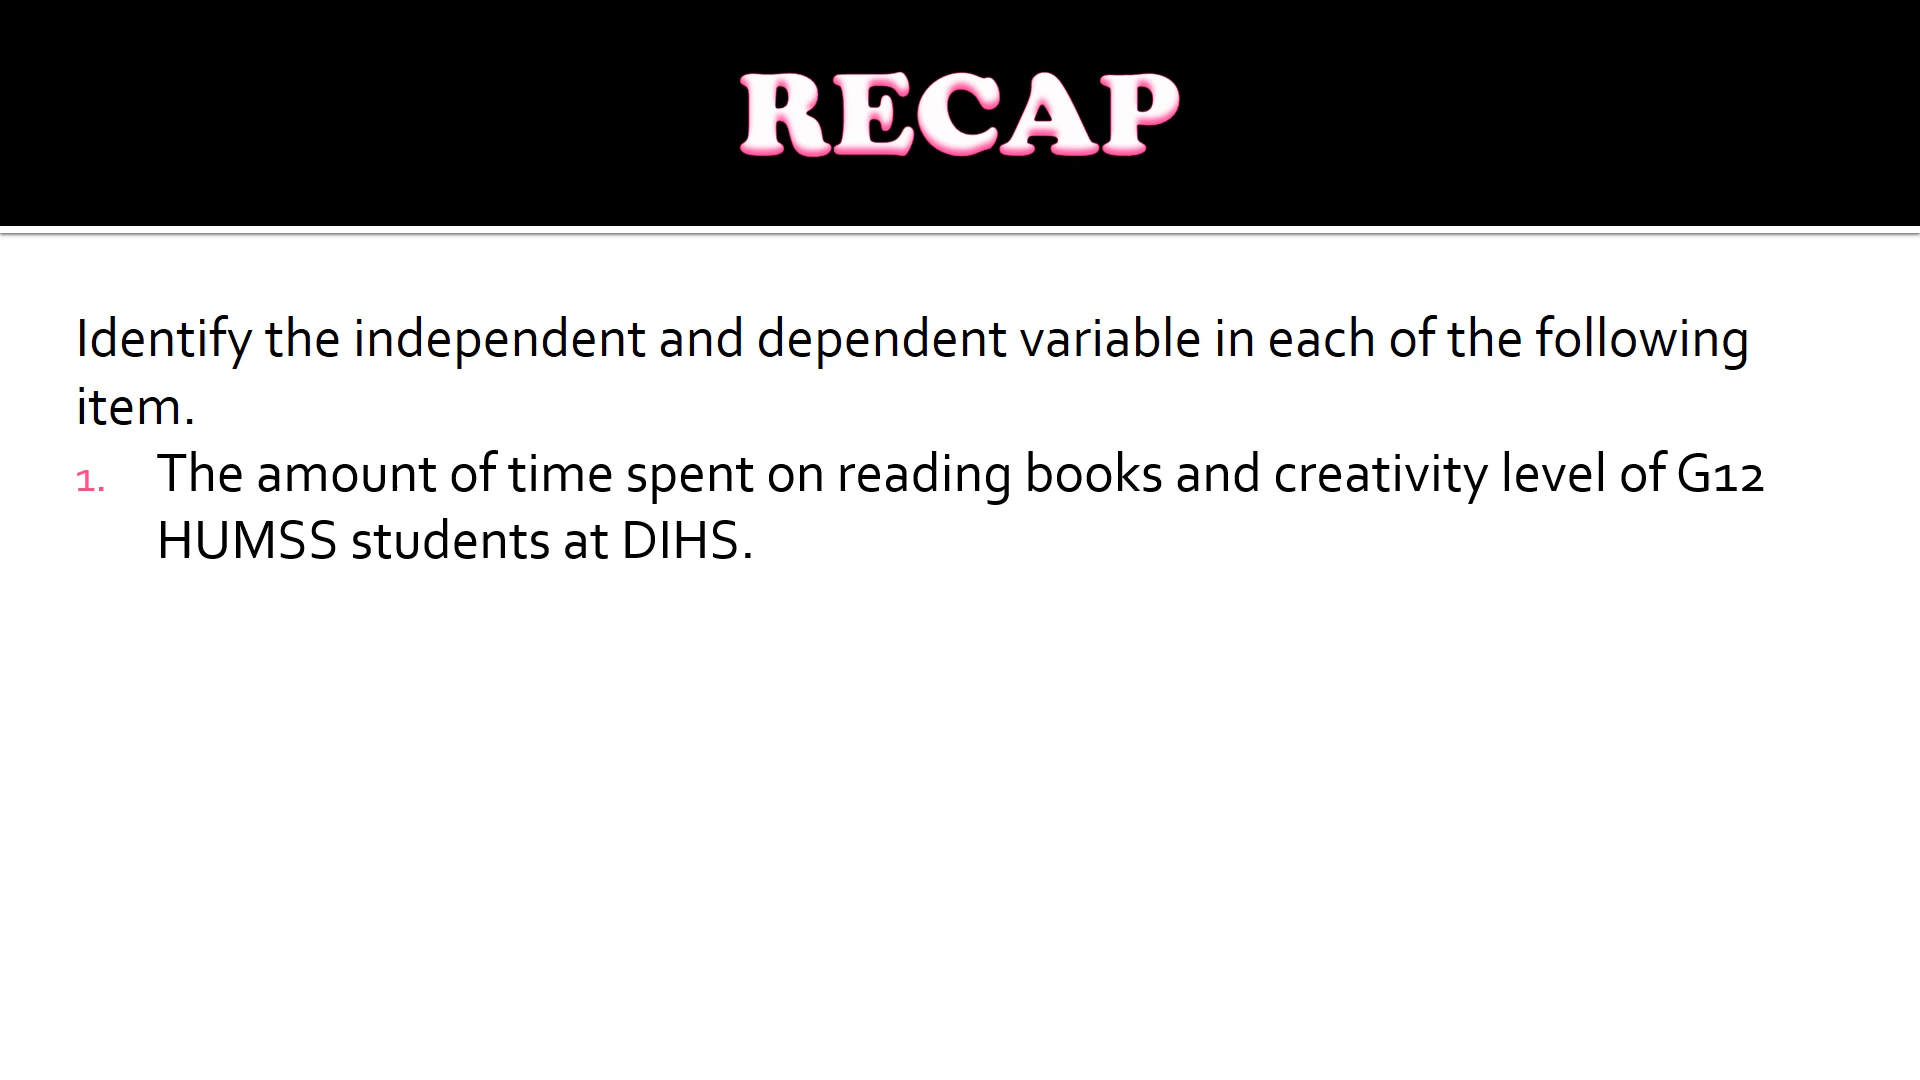 RECAP
Identify the independent and dependent variable in each of the following
item.
1. The amount of time spent on reading books and creativity level of G12
HUMSS students at DIHS.